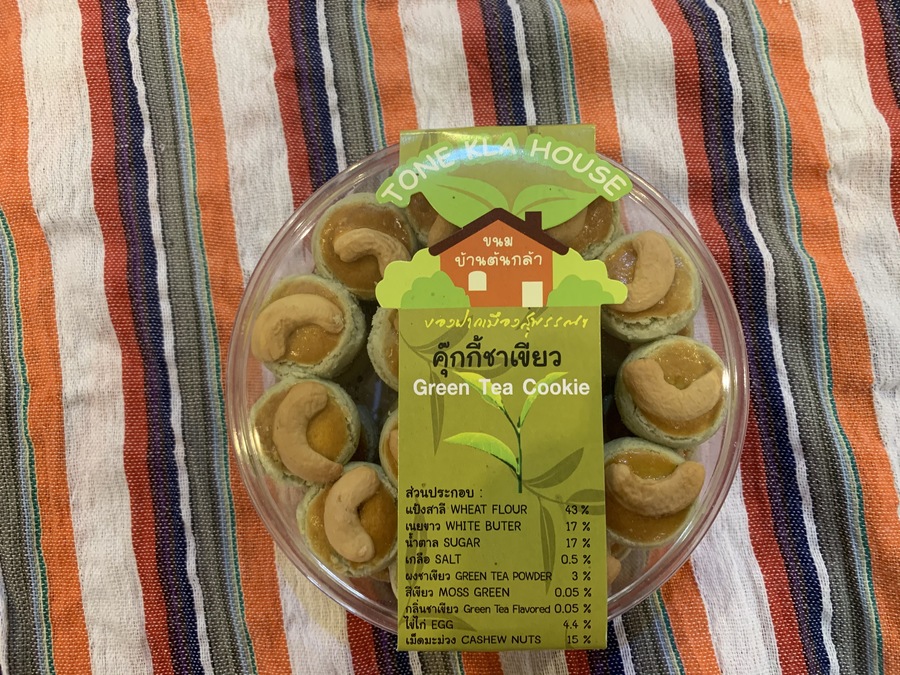 TONE KLA HOUSE
ขนม
บ้านต้นกล้า
ของฝากเมืองสุพรรณฯ
คุ๊กกี้ชาเขียว
Green Tea Cookie
ส่วนประกอบ :
แป้งสาลี WHEAT FLOUR 43 %
เนยขาว WHITE BUTER 17 %
น้ำตาล SUGAR 17 %
เกลือ SALT 0.5 %
ผงชาเขียว GREEN TEA POWDER 3 %
สีเขียว MOSS GREEN 0.05 %
กลิ่นชาเขียว Green Tea Flavored 0.05 %
ไข่ไก่ EGG 4.4 %
เม็ดมะม่วง CASHEW NUTS 15 %